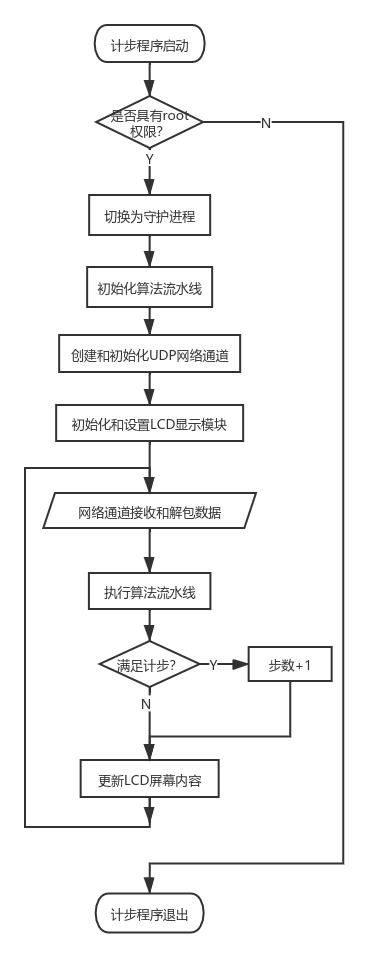 计步程序启动
是否具有root
权限?
N
Y
切换为守护进程
初始化算法流水线
创建和初始化UDP网络通道
初始化和设置LCD显示模块
网络通道接收和解包数据
执行算法流水线
满足计步?
Y
步数+1
N
更新LCD屏幕内容
计步程序退出